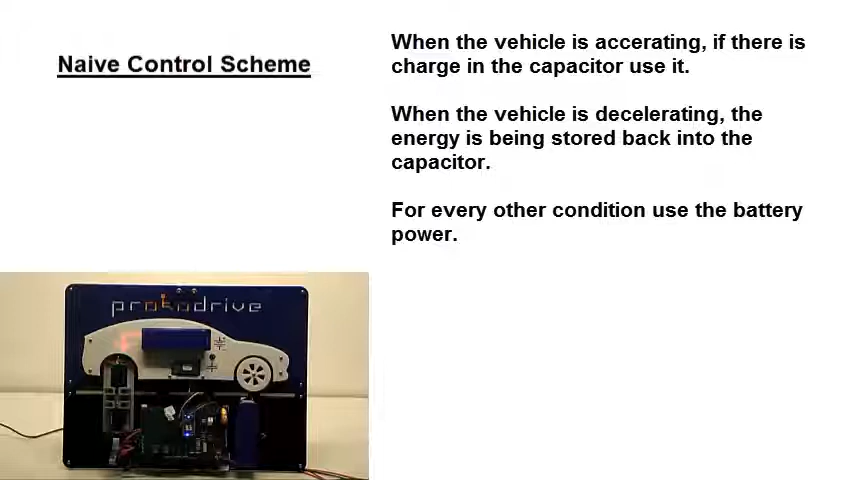 Naive Control Scheme
When the vehicle is accerating, if there is
charge in the capacitor use it.
When the vehicle is decelerating, the
energy is being stored back into the
capacitor.
For every other condition use the battery
power.
protodrive